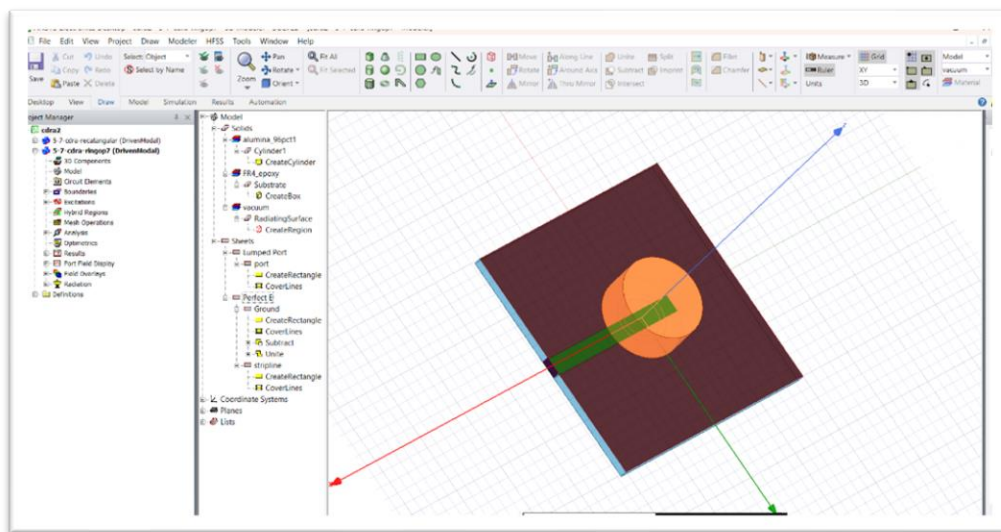 File Edit View Project Draw Modeler HFSS Tools Window Help
Save
Cut
Copy
Paste
Undo
Redo
Delete
Select: Object
Select by Name
Zoom
Pan
Rotate
Orient
Fit All
Fit Selected
Move
Rotate
Mirror
Along Line
Around Axis
Thru Mirror
Unite
Subtract
Intersect
Split
Imprint
Fillet
Chamfer
Measure
Ruler
Units
Grid
XY
3D
Model
vacuum
Material
Desktop View Draw Model Simulation Results Automation
Project Manager
cdra2
5-7-cdra-recatangular (DrivenModal)
5-7-cdra-ringop7 (DrivenModal)
3D Components
Model
Circuit Elements
Boundaries
Excitations
Hybrid Regions
Mesh Operations
Analysis
Optimetrics
Results
Port Field Display
Field Overlays
Radiation
Definitions
Model
Solids
alumina_96pct1
Cylinder1
CreateCylinder
FR4_epoxy
Substrate
CreateBox
vacuum
RadiatingSurface
CreateRegion
Sheets
Lumped Port
port
CreateRectangle
CoverLines
Perfect E
Ground
CreateRectangle
CoverLines
Subtract
Unite
stripline
CreateRectangle
CoverLines
Coordinate Systems
Planes
Lists